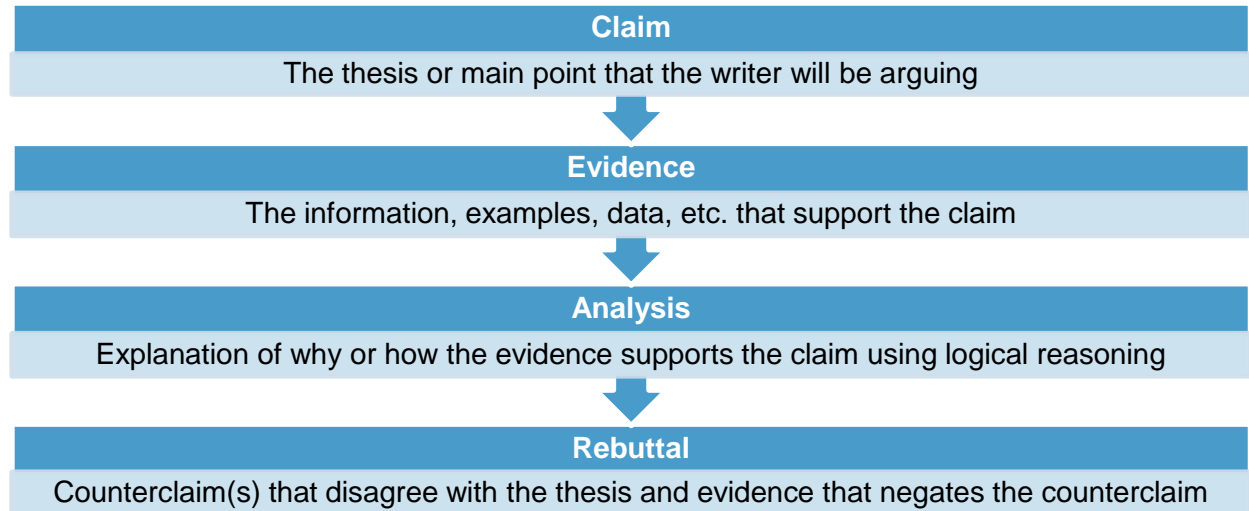 Claim
The thesis or main point that the writer will be arguing
Evidence
The information, examples, data, etc. that support the claim
Analysis
Explanation of why or how the evidence supports the claim using logical reasoning
Rebuttal
Counterclaim(s) that disagree with the thesis and evidence that negates the counterclaim